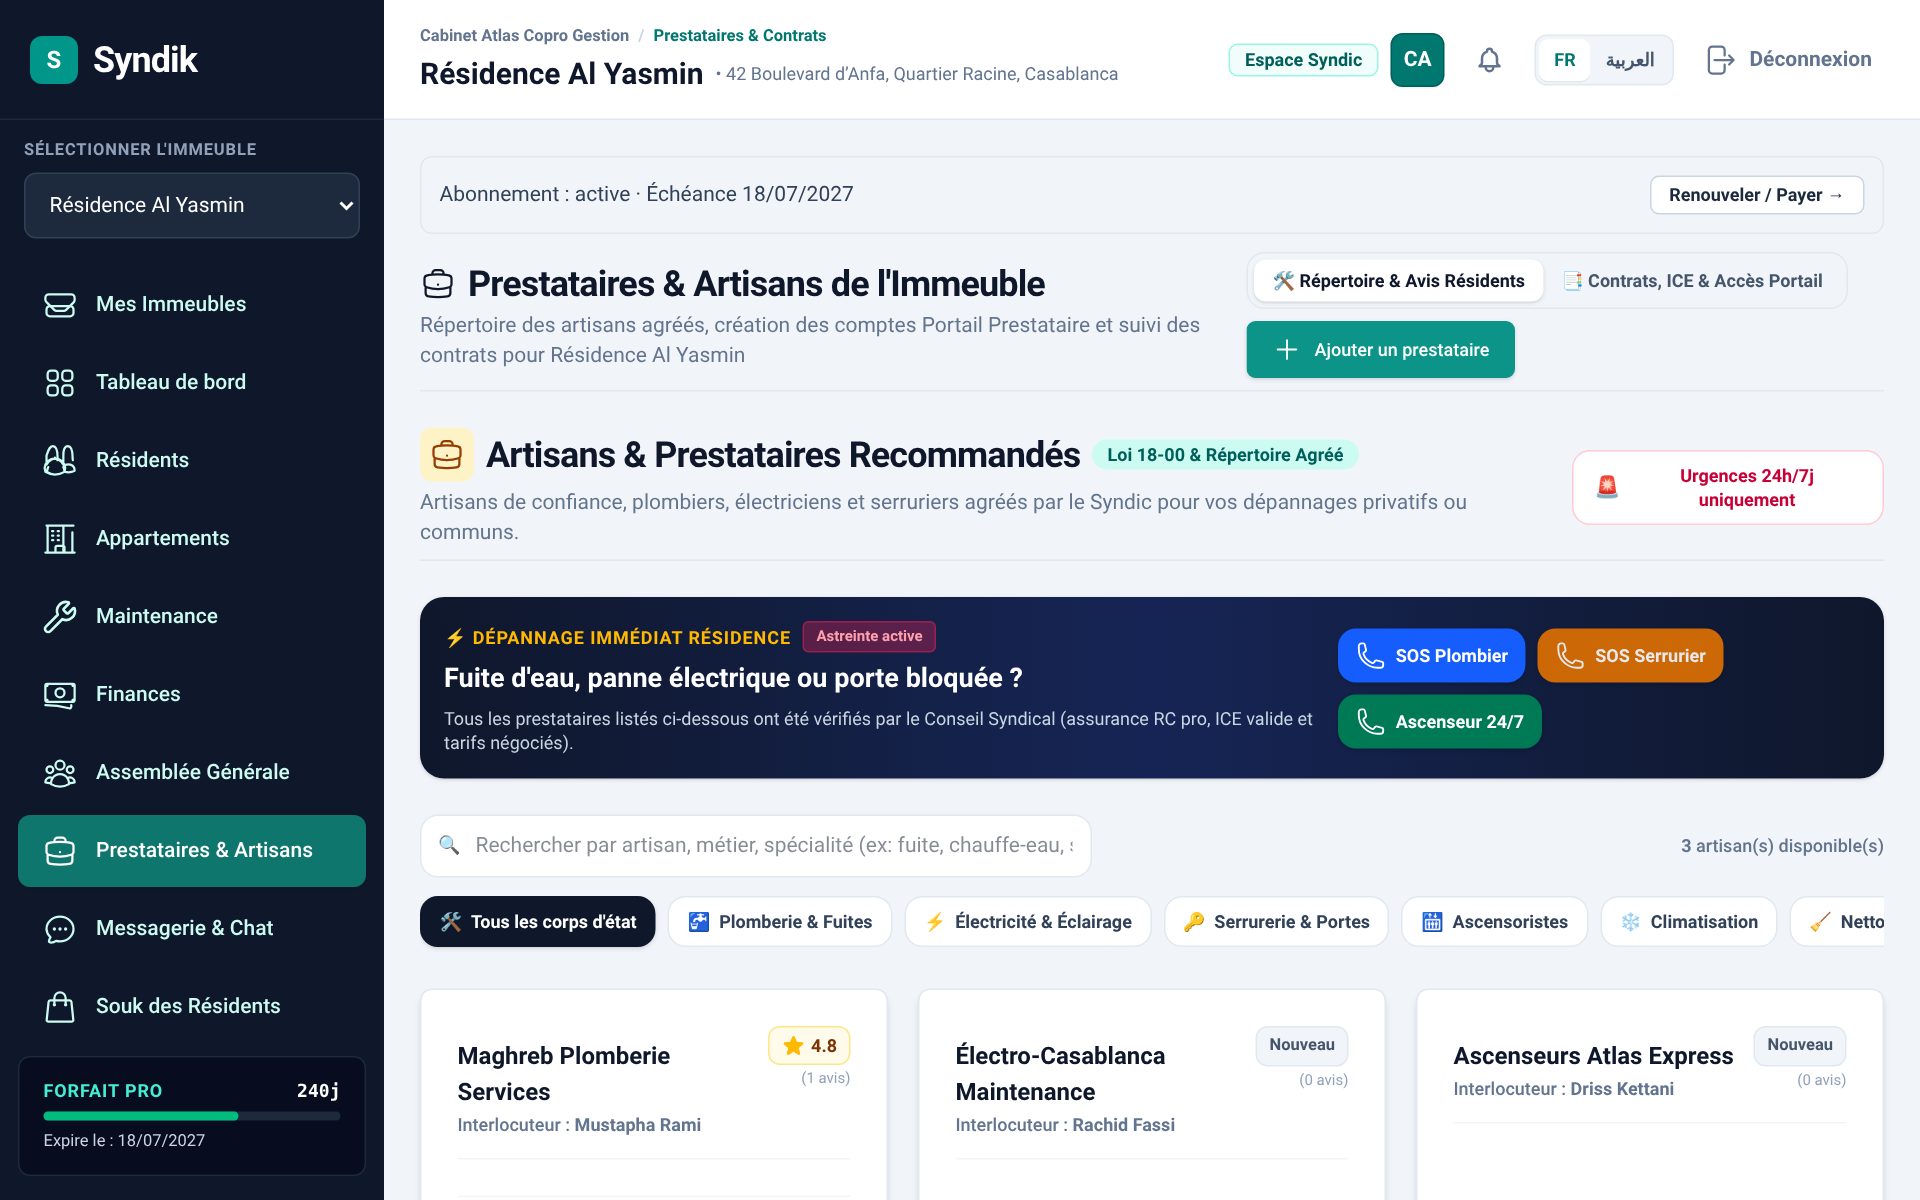 S Syndik
SÉLECTIONNER L'IMMEUBLE
Résidence Al Yasmin
Mes Immeubles
Tableau de bord
Résidents
Appartements
Maintenance
Finances
Assemblée Générale
Prestataires & Artisans
Messagerie & Chat
Souk des Résidents
FORFAIT PRO 240j
Expire le : 18/07/2027
Cabinet Atlas Copro Gestion / Prestataires & Contrats
Résidence Al Yasmin • 42 Boulevard d’Anfa, Quartier Racine, Casablanca
Espace Syndic
CA
FR
العربية
Déconnexion
Abonnement : active · Échéance 18/07/2027
Renouveler / Payer →
Prestataires & Artisans de l'Immeuble
Répertoire des artisans agréés, création des comptes Portail Prestataire et suivi des
contrats pour Résidence Al Yasmin
🛠️ Répertoire & Avis Résidents
📑 Contrats, ICE & Accès Portail
Ajouter un prestataire
Artisans & Prestataires Recommandés
Loi 18-00 & Répertoire Agréé
Artisans de confiance, plombiers, électriciens et serruriers agréés par le Syndic pour vos dépannages privatifs ou
communs.
🚨 Urgences 24h/7j
uniquement
⚡ DÉPANNAGE IMMÉDIAT RÉSIDENCE
Astreinte active
Fuite d'eau, panne électrique ou porte bloquée ?
Tous les prestataires listés ci-dessous ont été vérifiés par le Conseil Syndical (assurance RC pro, ICE valide et
tarifs négociés).
SOS Plombier
SOS Serrurier
Ascenseur 24/7
🔍 Rechercher par artisan, métier, spécialité (ex: fuite, chauffe-eau,
3 artisan(s) disponible(s)
🛠️ Tous les corps d'état
🚰 Plomberie & Fuites
⚡ Électricité & Éclairage
🔑 Serrurerie & Portes
🛗 Ascensoristes
❄️ Climatisation
🧹 Netto
Maghreb Plomberie
Services
⭐ 4.8
(1 avis)
Interlocuteur : Mustapha Rami
Électro-Casablanca
Maintenance
Nouveau
(0 avis)
Interlocuteur : Rachid Fassi
Ascenseurs Atlas Express
Nouveau
(0 avis)
Interlocuteur : Driss Kettani